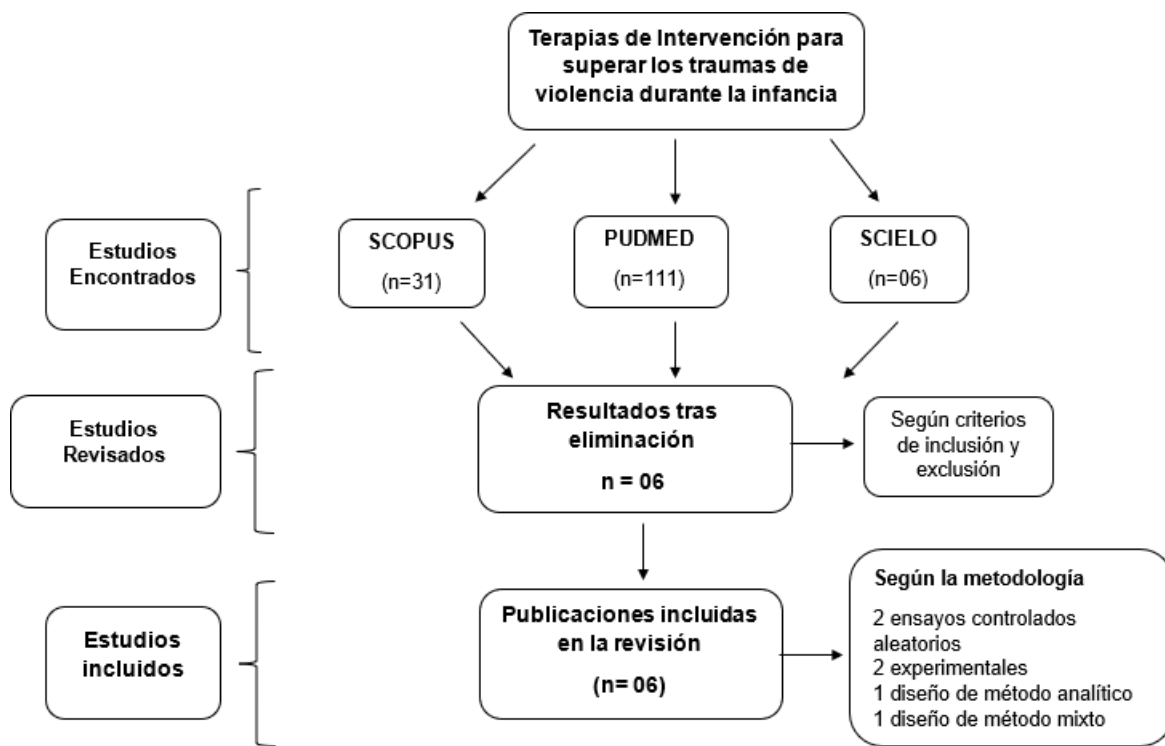 Terapias de Intervención para
superar los traumas de
violencia durante la infancia
Estudios
Encontrados
SCOPUS
(n=31)
PUDMED
(n=111)
SCIELO
(n=06)
Estudios
Revisados
Resultados tras
eliminación
n = 06
Según criterios
de inclusión y
exclusión
Estudios
incluidos
Publicaciones incluidas
en la revisión
(n= 06)
Según la metodología
2 ensayos controlados
aleatorios
2 experimentales
1 diseño de método analítico
1 diseño de método mixto